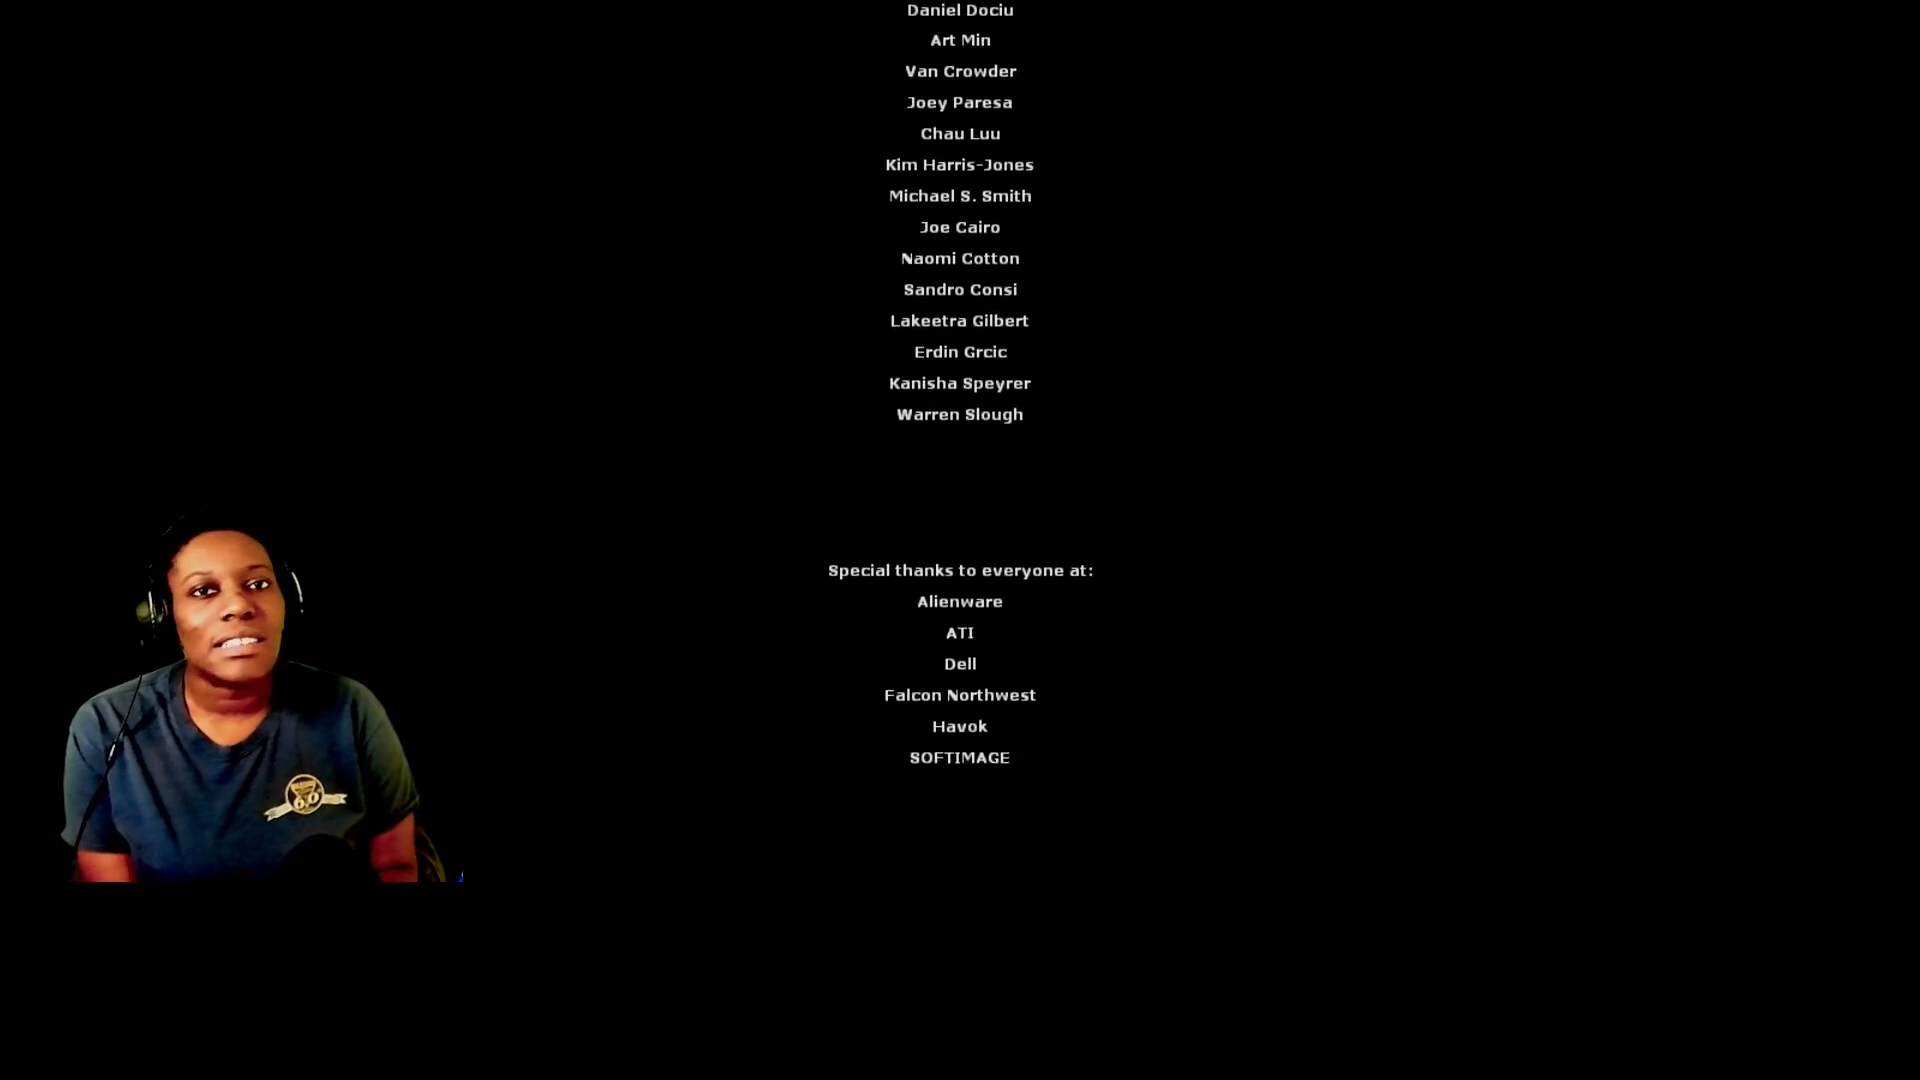 Daniel Dociu
Art Min
Van Crowder
Joey Paresa
Chau Luu
Kim Harris-Jones
Michael S. Smith
Joe Cairo
Naomi Cotton
Sandro Consi
Lakeetra Gilbert
Erdin Grcic
Kanisha Speyrer
Warren Slough
Special thanks to everyone at:
Alienware
ATI
Dell
Falcon Northwest
Havok
SOFTIMAGE
6.0